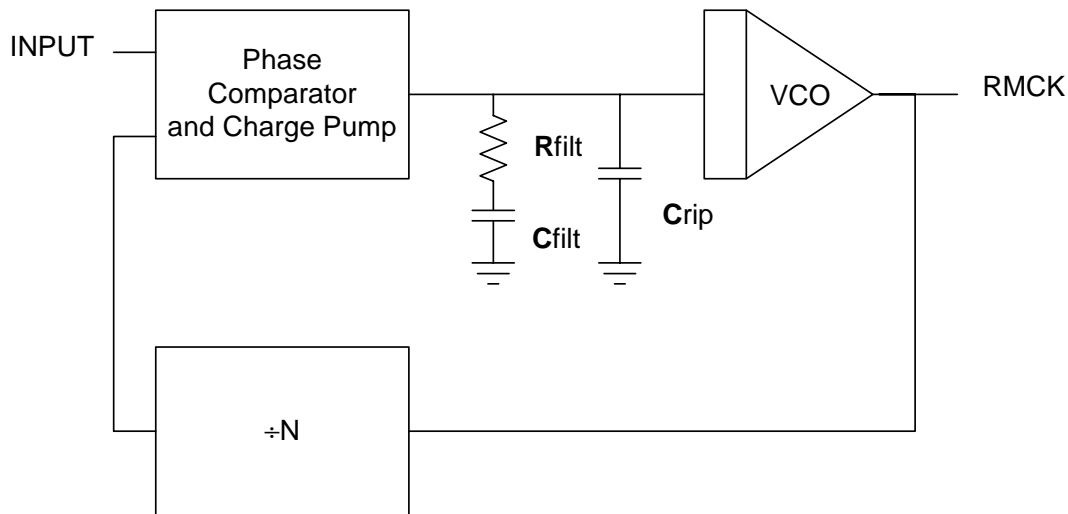 INPUT
Phase
Comparator
and Charge Pump
VCO
RMCK
Rfilt
Cfilt
Crip
÷N